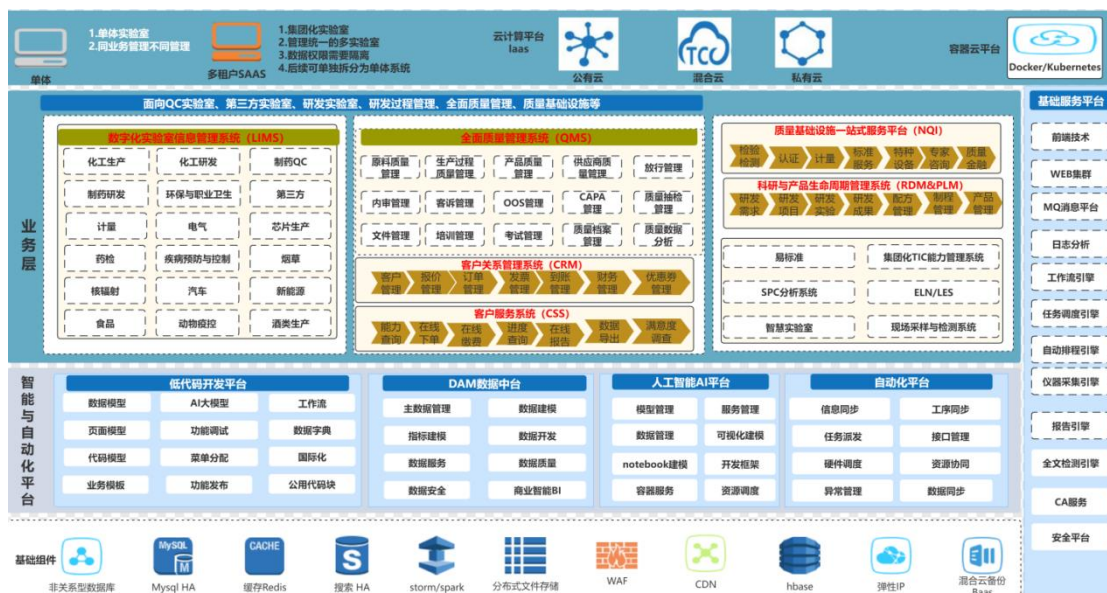 单体
1.单体实验室
2.同业务管理不同管理
多租户SAAS
1.集团化实验室
2.管理统一的多实验室
3.数据权限需要隔离
4.后续可单独拆分为单体系统
云计算平台
Iaas
公有云
TCC
混合云
私有云
容器云平台
Docker/Kubernetes
业务层
面向QC实验室、第三方实验室、研发实验室、研发过程管理、全面质量管理、质量基础设施等
数字化实验室信息管理系统（LIMS）
化工生产
化工研发
制药QC
制药研发
环保与职业卫生
第三方
计量
电气
芯片生产
药检
疾病预防与控制
烟草
核辐射
汽车
新能源
食品
动物疫控
酒类生产
全面质量管理系统（QMS）
原料质量
管理
生产过程
质量管理
产品质量
管理
供应商质
量管理
放行管理
内审管理
客诉管理
OOS管理
CAPA
管理
质量抽检
管理
文件管理
培训管理
考试管理
质量档案
管理
质量数据
分析
客户关系管理系统（CRM）
客户
管理
报价
管理
订单
管理
发票
管理
到账
管理
财务
管理
优惠券
管理
客户服务系统（CSS）
能力
查询
在线
下单
在线
缴费
进度
查询
在线
报告
数据
导出
满意度
调查
质量基础设施一站式服务平台（NQI）
检验
检测
认证
计量
标准
服务
特种
设备
专家
咨询
质量
金融
科研与产品生命周期管理系统（RDM&PLM）
研发
需求
研发
项目
研发
实验
研发
成果
配方
管理
制程
管理
产品
管理
易标准
集团化TIC能力管理系统
SPC分析系统
ELN/LES
智慧实验室
现场采样与检测系统
智能与自动化平台
低代码开发平台
数据模型
AI大模型
工作流
页面模型
功能调试
数据字典
代码模型
菜单分配
国际化
业务模板
功能发布
公用代码块
DAM数据中台
主数据管理
数据建模
指标建模
数据开发
数据服务
数据质量
数据安全
商业智能BI
人工智能AI平台
模型管理
服务管理
数据管理
可视化建模
notebook建模
开发框架
容器服务
资源调度
自动化平台
信息同步
工序同步
任务派发
接口管理
硬件调度
资源协同
异常管理
数据同步
基础服务平台
前端技术
WEB集群
MQ消息平台
日志分析
工作流引擎
任务调度引擎
自动排程引擎
仪器采集引擎
报告引擎
全文检测引擎
CA服务
安全平台
基础组件
非关系型数据库
MySQL
M
Mysql HA
CACHE
缓存Redis
S
搜索 HA
storm/spark
分布式文件存储
WAF
CDN
hbase
弹性IP
混合云备份
Baas